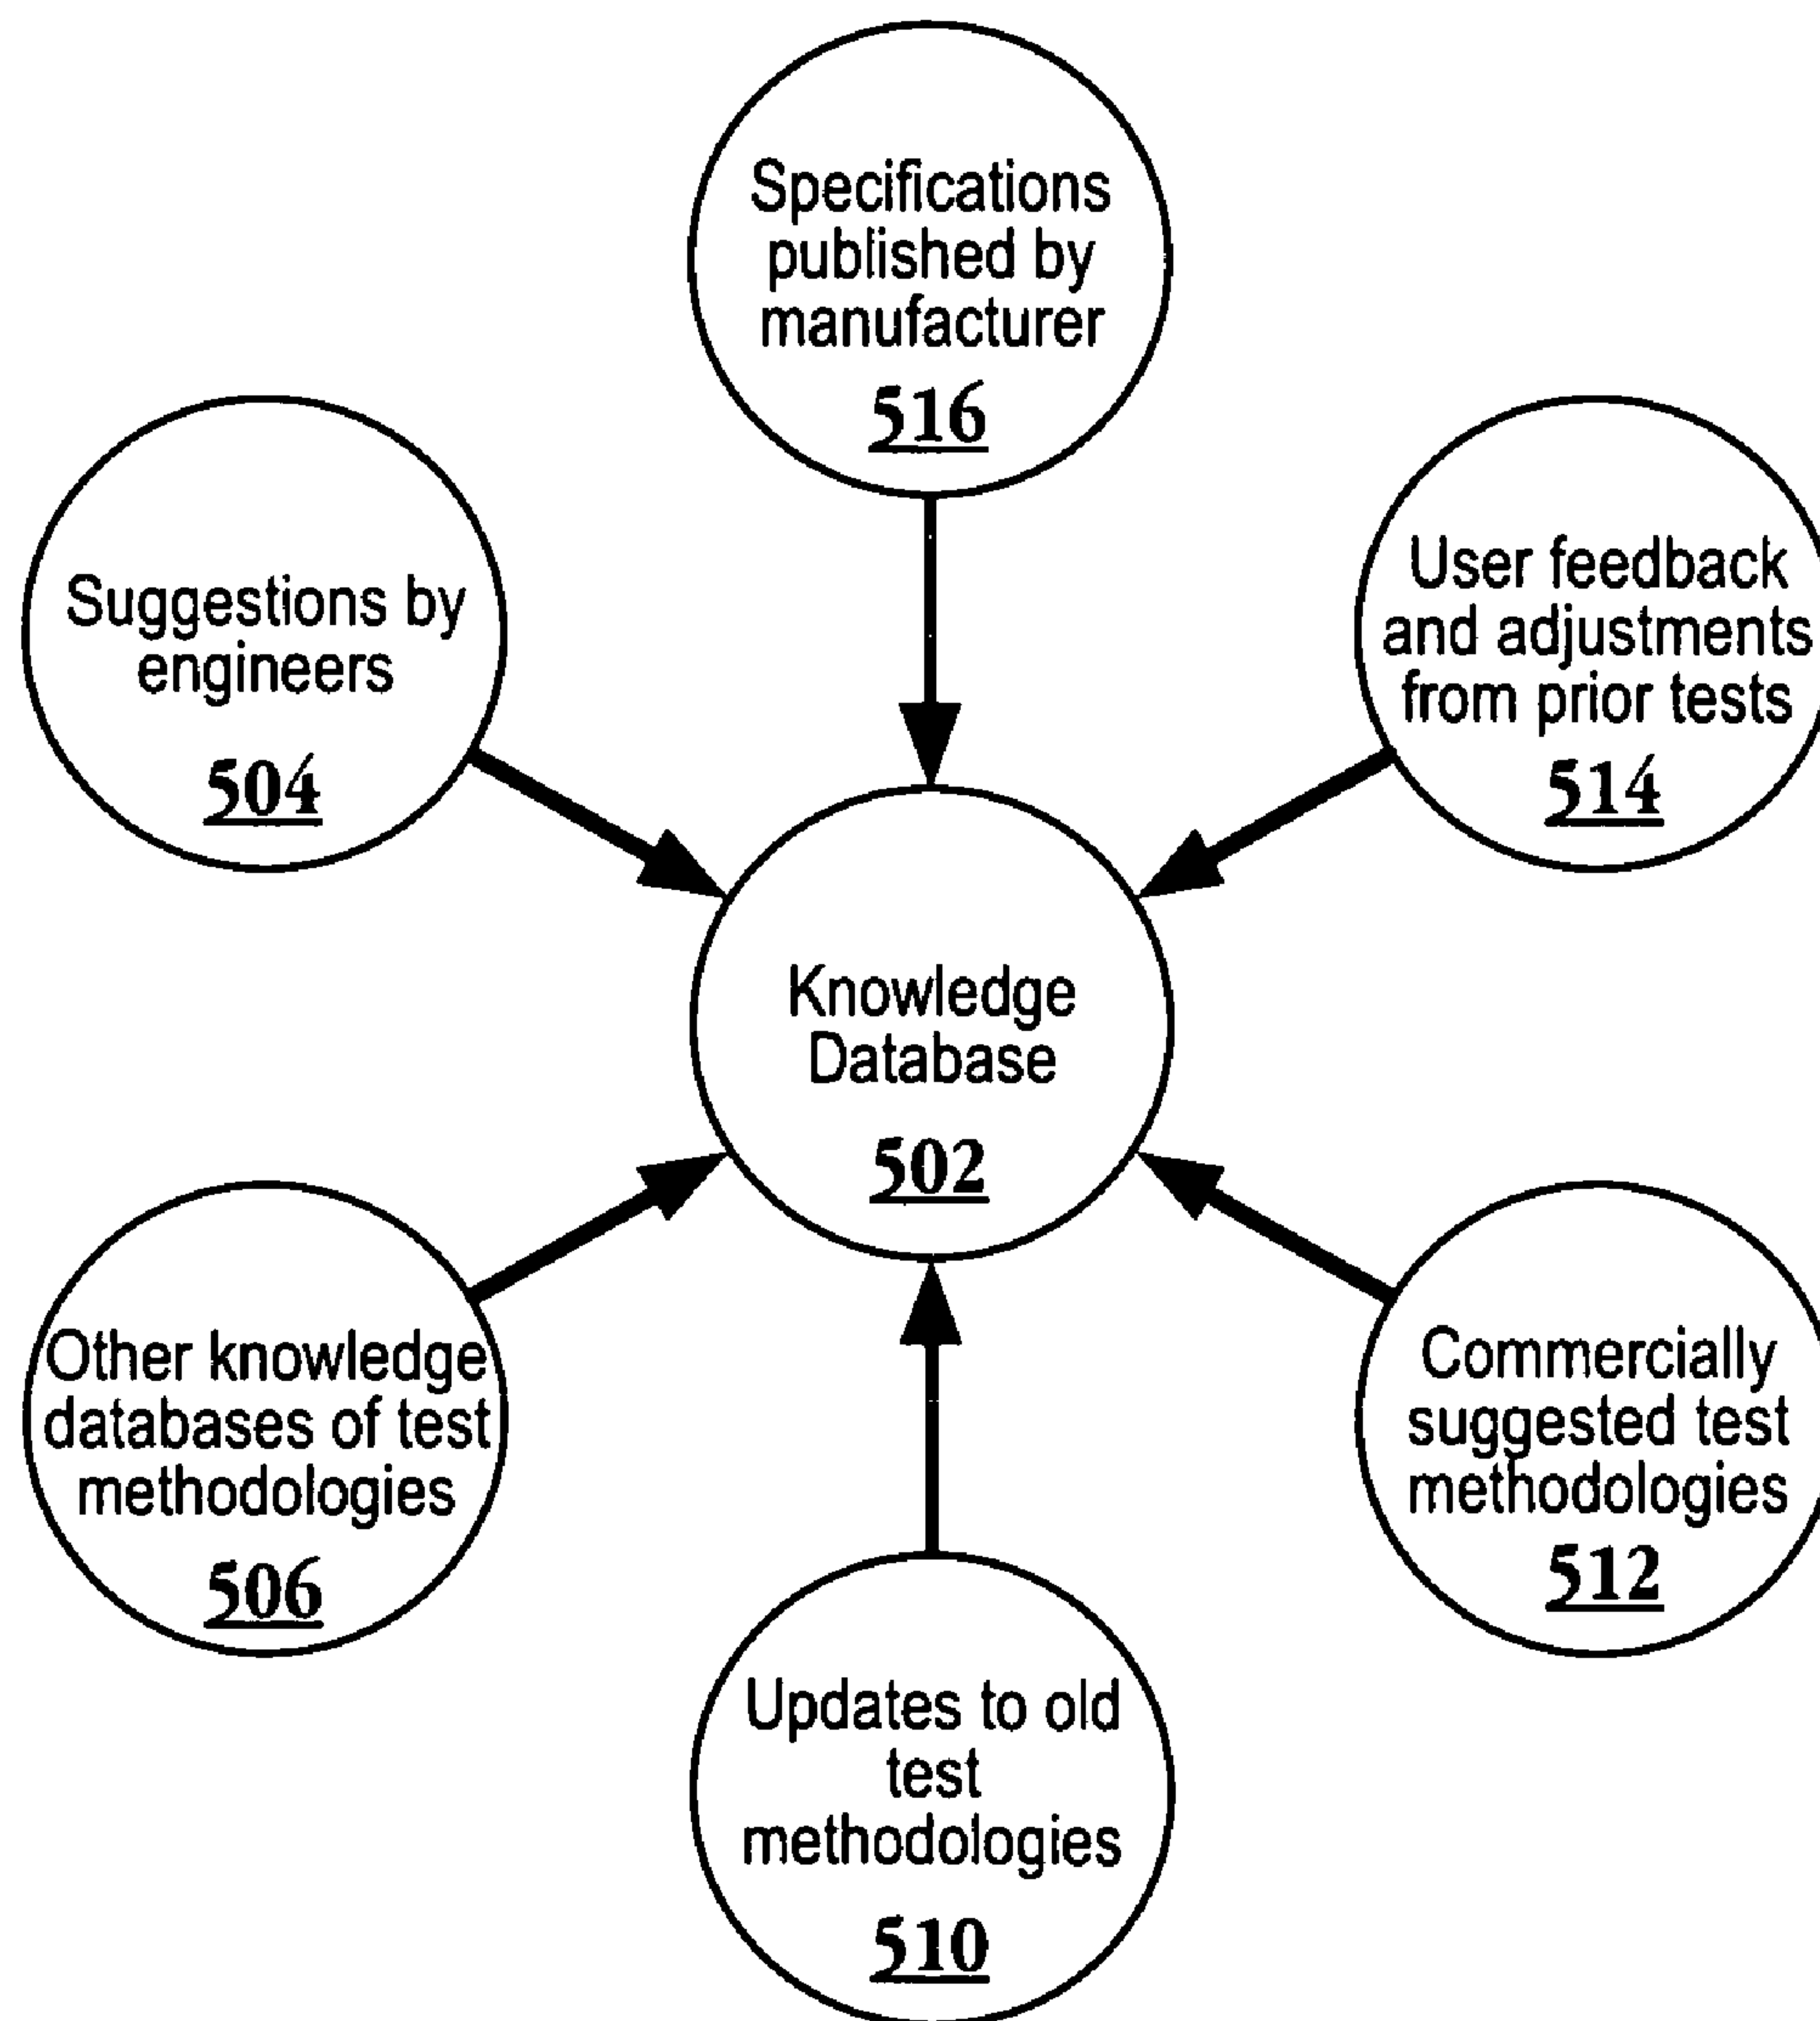 Specifications
published by
manufacturer
516
Suggestions by
engineers
504
User feedback
and adjustments
from prior tests
514
Knowledge
Database
502
Other knowledge
databases of test
methodologies
506
Commercially
suggested test
methodologies
512
Updates to old
test
methodologies
510